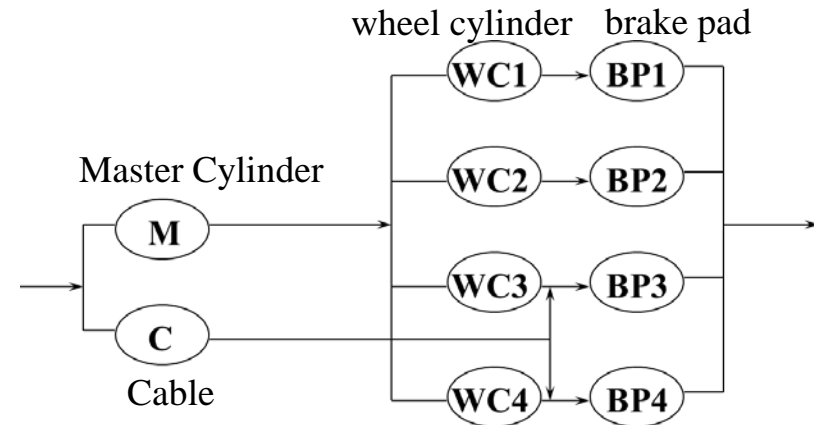 wheel cylinder brake pad
WC1 BP1
Master Cylinder
WC2 BP2
M
WC3 BP3
C
Cable
WC4 BP4